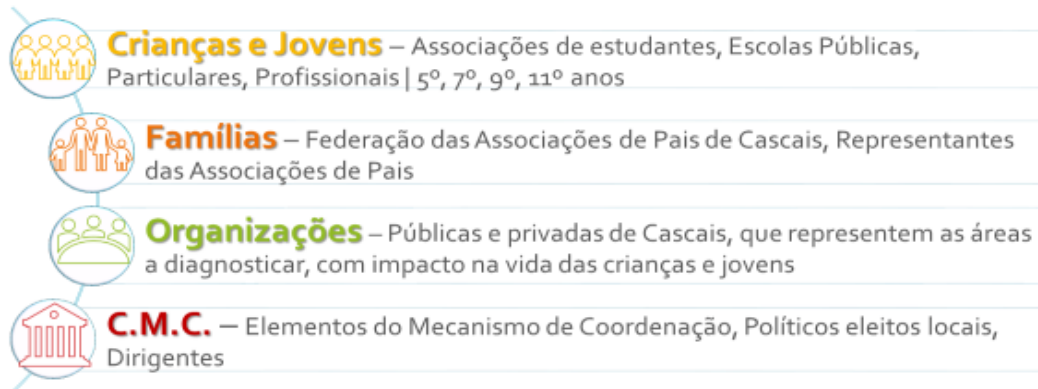 Crianças e Jovens – Associações de estudantes, Escolas Públicas,
Particulares, Profissionais | 5º, 7º, 9º, 11º anos
Famílias – Federação das Associações de Pais de Cascais, Representantes
das Associações de Pais
Organizações – Públicas e privadas de Cascais, que representem as áreas
a diagnosticar, com impacto na vida das crianças e jovens
C.M.C. – Elementos do Mecanismo de Coordenação, Políticos eleitos locais,
Dirigentes